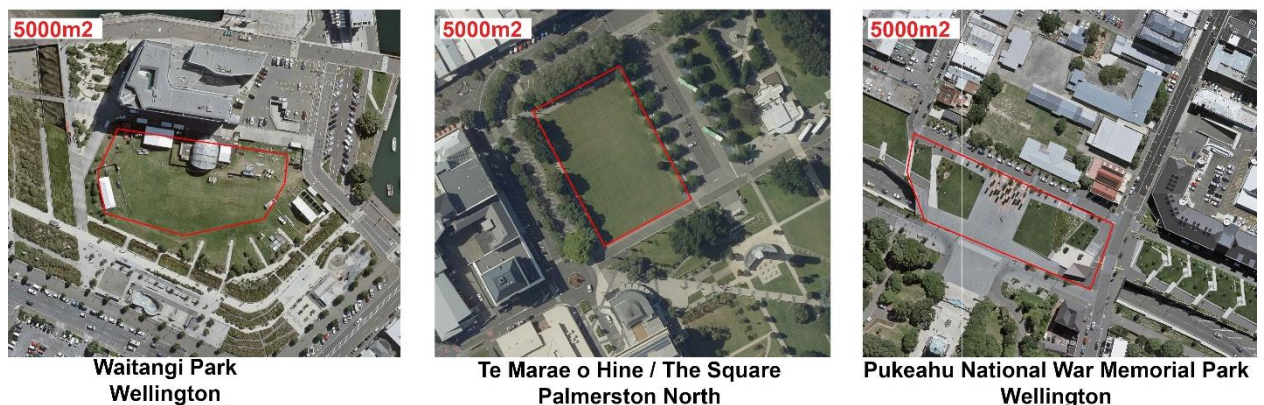 5000m2
5000m2
5000m2
Waitangi Park
Wellington
Te Marae o Hine / The Square
Palmerston North
Pukeahu National War Memorial Park
Wellington